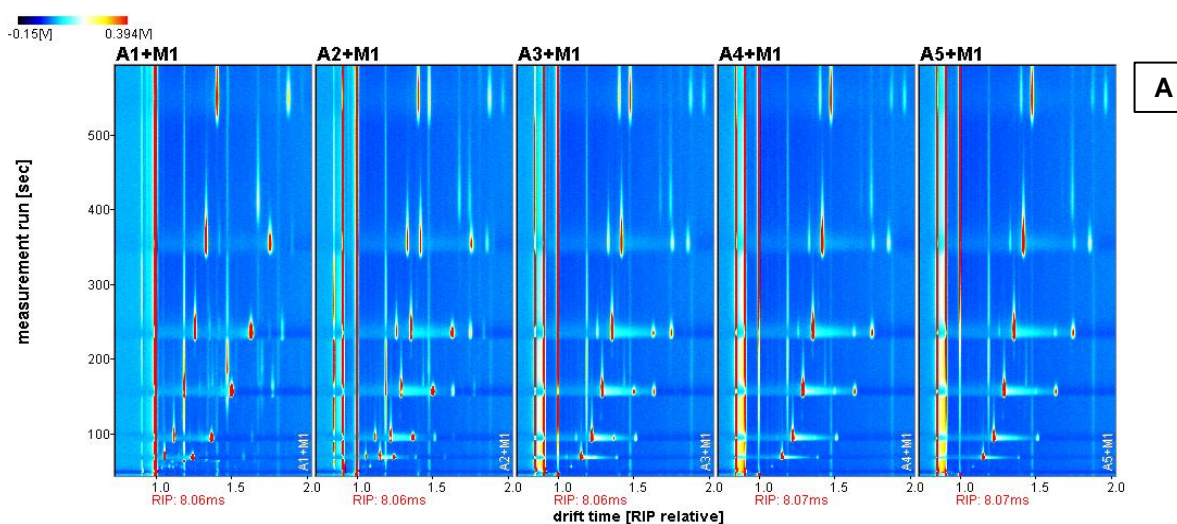 -0.15[V] 0.394[V]
A1+M1 A2+M1 A3+M1 A4+M1 A5+M1
A
measurement run [sec]
500
400
300
200
100
A1+M1 A2+M1 A3+M1 A4+M1 A5+M1
1.0 1.5 2.0 1.0 1.5 2.0 1.0 1.5 2.0 1.0 1.5 2.0 1.0 1.5 2.0
RIP: 8.06ms RIP: 8.06ms RIP: 8.06ms RIP: 8.07ms RIP: 8.07ms
drift time [RIP relative]